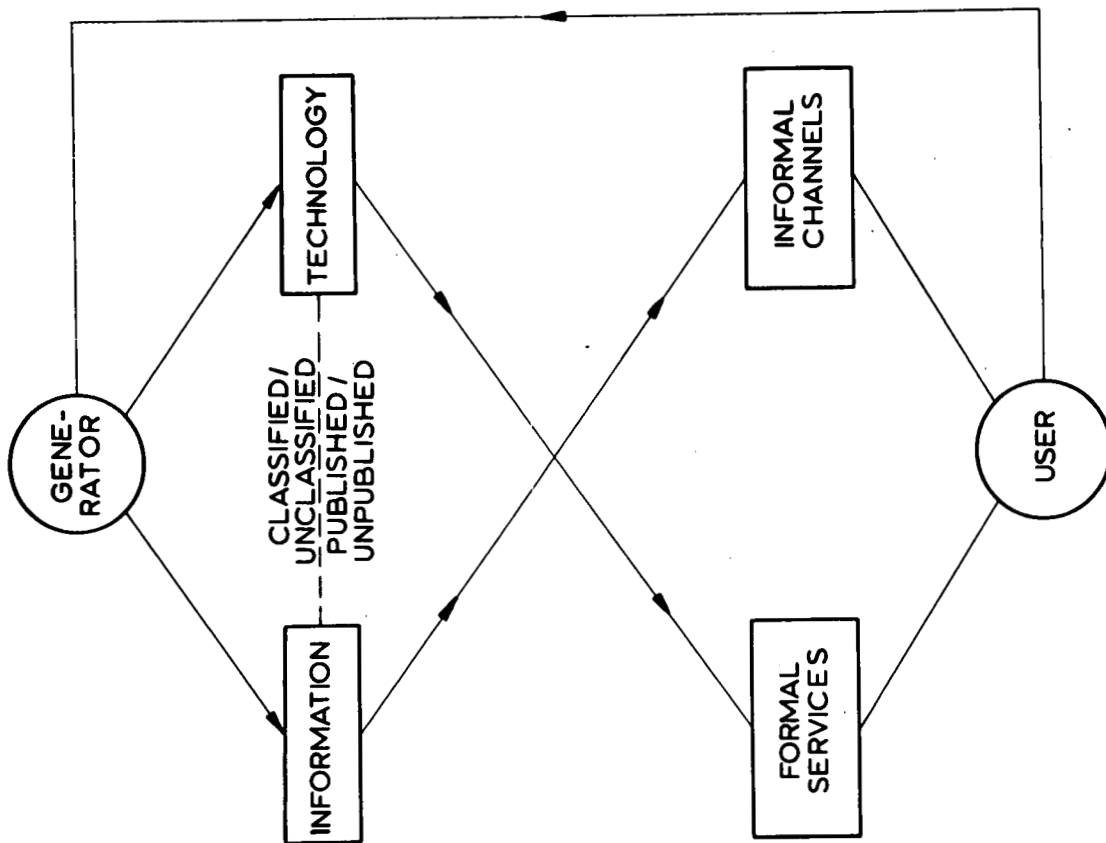 GENE-
RATOR
INFORMATION
CLASSIFIED/
UNCLASSIFIED
PUBLISHED/
UNPUBLISHED
TECHNOLOGY
FORMAL
SERVICES
INFORMAL
CHANNELS
USER